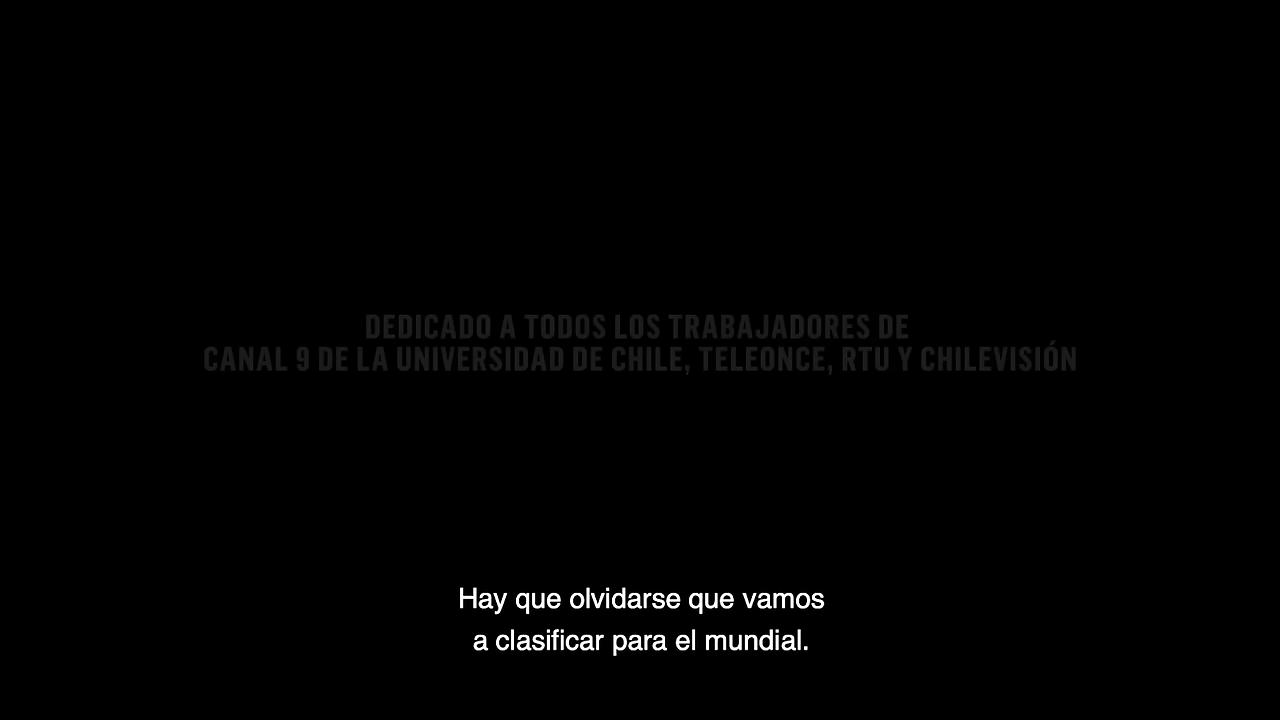 DEDICADO A TODOS LOS TRABAJADORES DE
CANAL 9 DE LA UNIVERSIDAD DE CHILE, TELEONCE, RTU Y CHILEVISIÓN
Hay que olvidarse que vamos
a clasificar para el mundial.